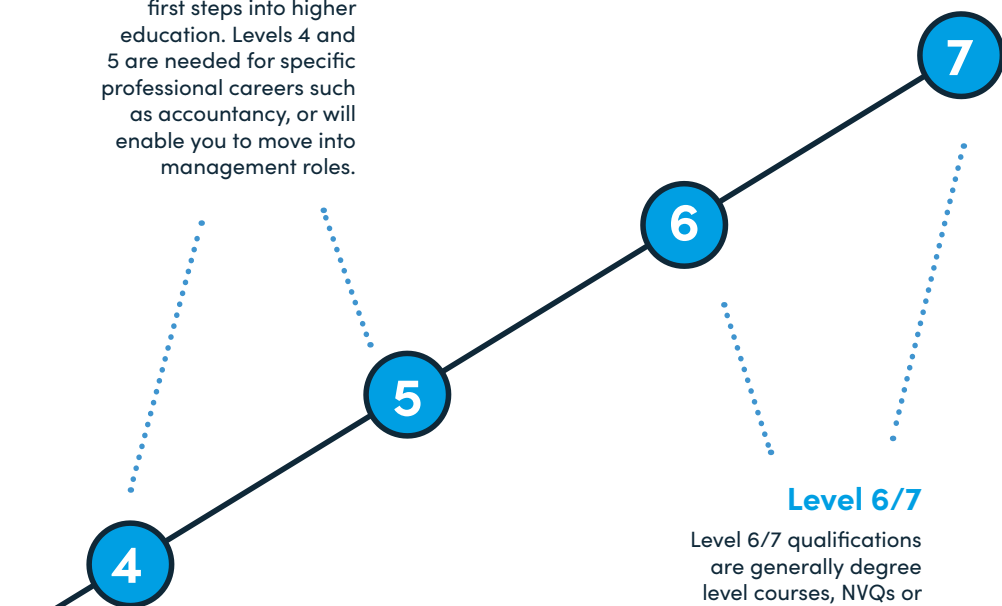 first steps into higher
education. Levels 4 and
5 are needed for specific
professional careers such
as accountancy, or will
enable you to move into
management roles.
7
6
5
4
Level 6/7
Level 6/7 qualifications
are generally degree
level courses, NVQs or